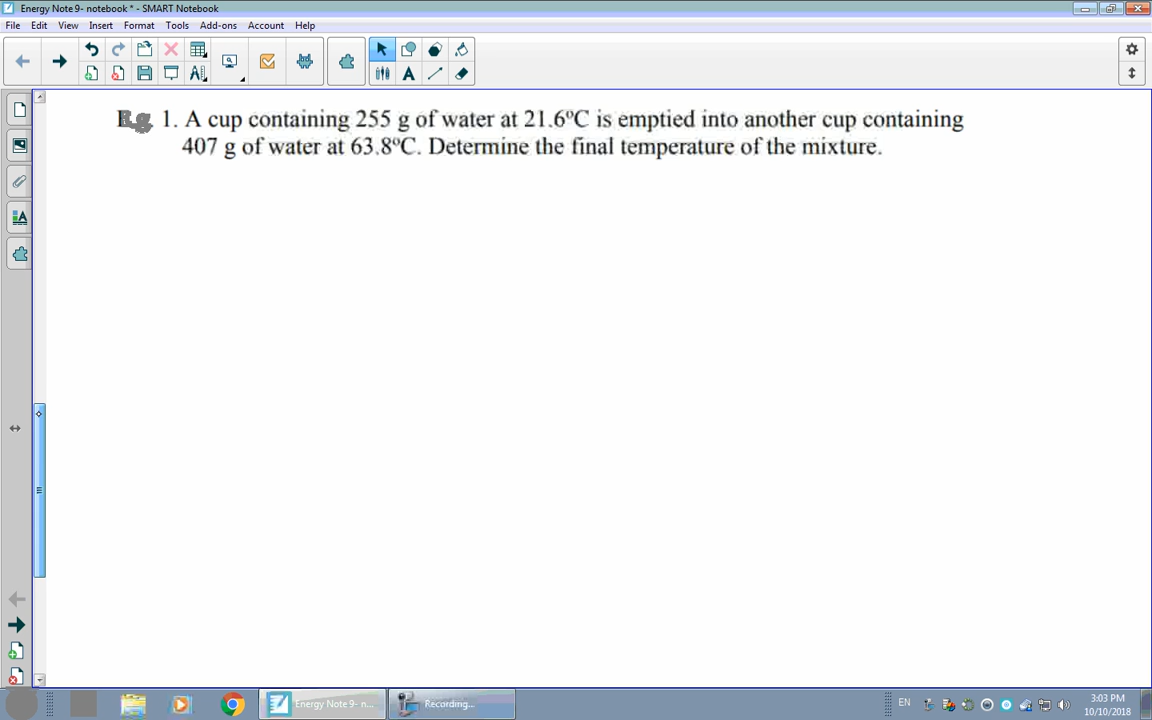 Energy Note 9- notebook * - SMART Notebook
File Edit View Insert Format Tools Add-ons Account Help
E.g. 1. A cup containing 255 g of water at 21.6°C is emptied into another cup containing
407 g of water at 63.8°C. Determine the final temperature of the mixture.
Energy Note 9- n...
Recording...
EN
3:03 PM
10/10/2018